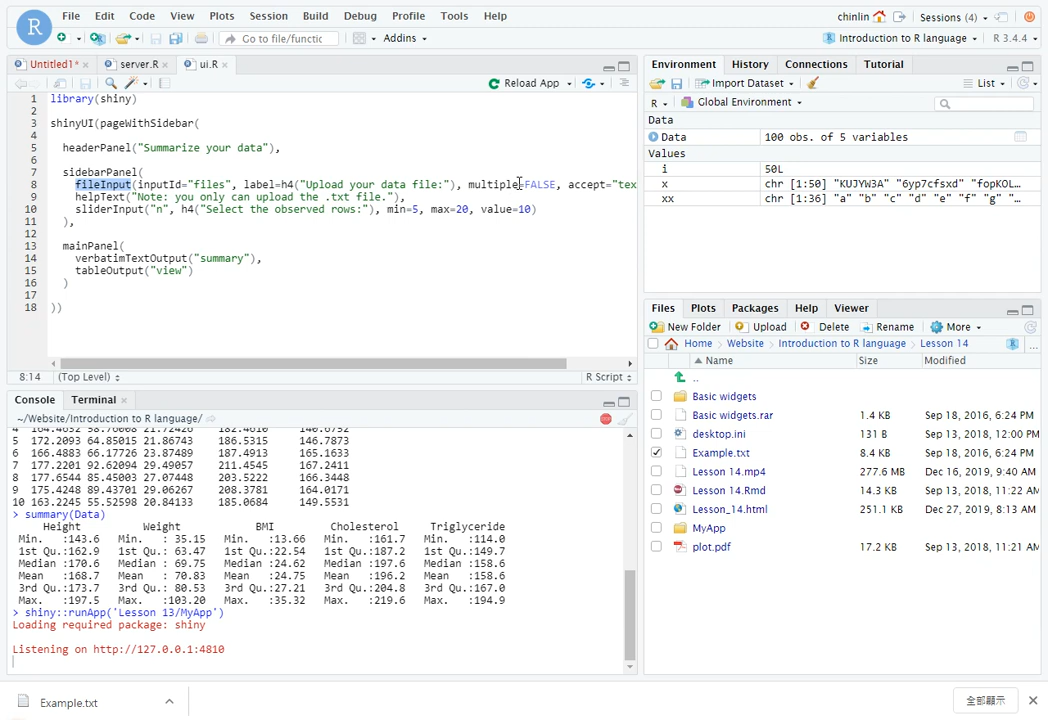 File Edit Code View Plots Session Build Debug Profile Tools Help
chinlin Sessions (4)
R
Go to file/functic Addins
Introduction to R language R 3.4.4
Untitled1* × server.R × ui.R ×
Reload App
1 library(shiny)
2
3 shinyUI(pageWithSidebar(
4
5 headerPanel("Summarize your data"),
6
7 sidebarPanel(
8 fileInput(inputId="files", label=h4("Upload your data file:"), multiple=FALSE, accept="tex
9 helpText("Note: you only can upload the .txt file."),
10 sliderInput("n", h4("Select the observed rows:"), min=5, max=20, value=10)
11 ),
12
13 mainPanel(
14 verbatimTextOutput("summary"),
15 tableOutput("view")
16 )
17
18 ))
8:14 (Top Level) R Script
Console Terminal ×
~/Website/Introduction to R language/
5 172.2093 64.85015 21.86743 186.5315 146.7873
6 166.4883 66.17726 23.87489 187.4913 165.1633
7 177.2201 92.62094 29.49057 211.4545 167.2411
8 177.6544 85.45003 27.07448 203.5222 166.3448
9 175.4248 89.43701 29.06267 208.3781 164.0171
10 163.2245 55.52598 20.84133 185.0684 149.5531
> summary(Data)
Height Weight BMI Cholesterol Triglyceride
Min. :143.6 Min. : 35.15 Min. :13.66 Min. :161.7 Min. :114.0
1st Qu.:162.9 1st Qu.: 63.47 1st Qu.:22.54 1st Qu.:187.2 1st Qu.:149.7
Median :170.6 Median : 69.75 Median :24.62 Median :197.6 Median :158.6
Mean :168.7 Mean : 70.83 Mean :24.75 Mean :196.2 Mean :158.6
3rd Qu.:173.7 3rd Qu.: 80.53 3rd Qu.:27.21 3rd Qu.:204.8 3rd Qu.:167.0
Max. :197.5 Max. :103.20 Max. :35.32 Max. :219.6 Max. :194.9
> shiny::runApp('Lesson 13/MyApp')
Loading required package: shiny
Listening on http://127.0.0.1:4810
Environment History Connections Tutorial
Import Dataset List
R Global Environment
Data
Data 100 obs. of 5 variables
Values
i 50L
x chr [1:50] "KUJYW3A" "6yp7cfsxd" "fopKOL…
xx chr [1:36] "a" "b" "c" "d" "e" "f" "g" "…
Files Plots Packages Help Viewer
New Folder Upload Delete Rename More
Home Website Introduction to R language Lesson 14 ...
Name Size Modified
..
Basic widgets
Basic widgets.rar 1.4 KB Sep 18, 2016, 6:24 PM
desktop.ini 131 B Sep 13, 2018, 12:00 PM
Example.txt 8.4 KB Sep 18, 2016, 6:24 PM
Lesson 14.mp4 277.6 MB Dec 16, 2019, 9:40 AM
Lesson 14.Rmd 14.3 KB Sep 13, 2018, 11:22 AM
Lesson_14.html 251.1 KB Dec 27, 2019, 8:13 AM
MyApp
plot.pdf 17.2 KB Sep 13, 2018, 11:21 AM
Example.txt 全部顯示